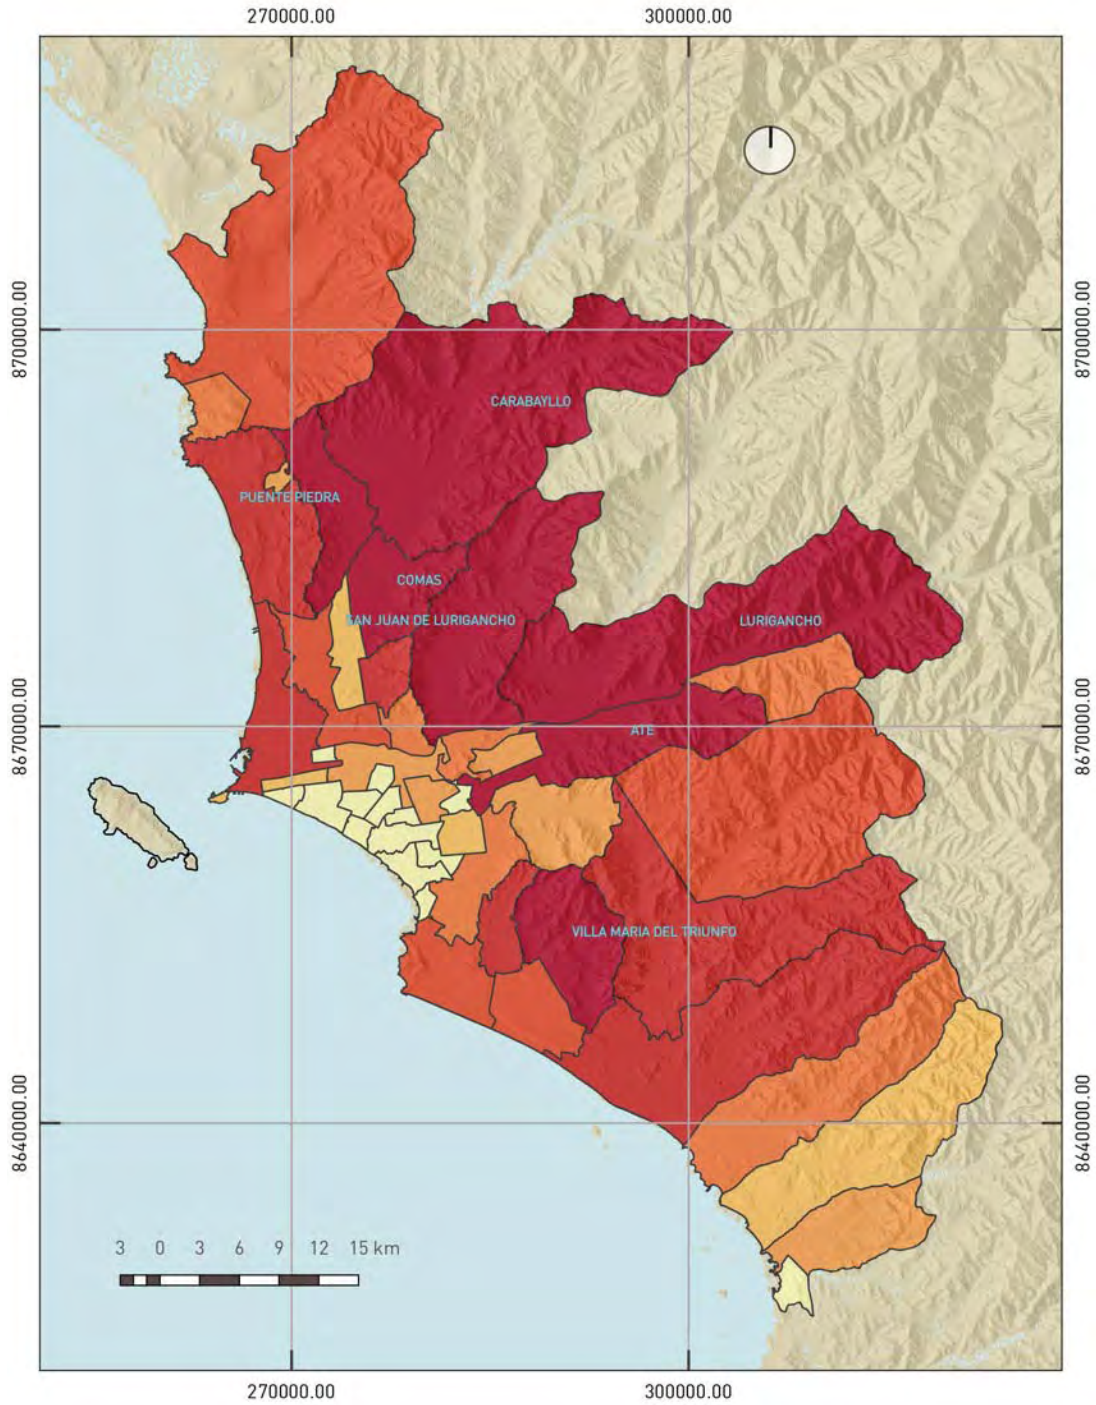 270000.00 300000.00
8700000.00 8700000.00
CARABAYLLO
PUENTE PIEDRA
COMAS
SAN JUAN DE LURIGANCHO
LURIGANCHO
8670000.00 8670000.00
ATE
VILLA MARIA DEL TRIUNFO
8640000.00 8640000.00
3 0 3 6 9 12 15 km
270000.00 300000.00